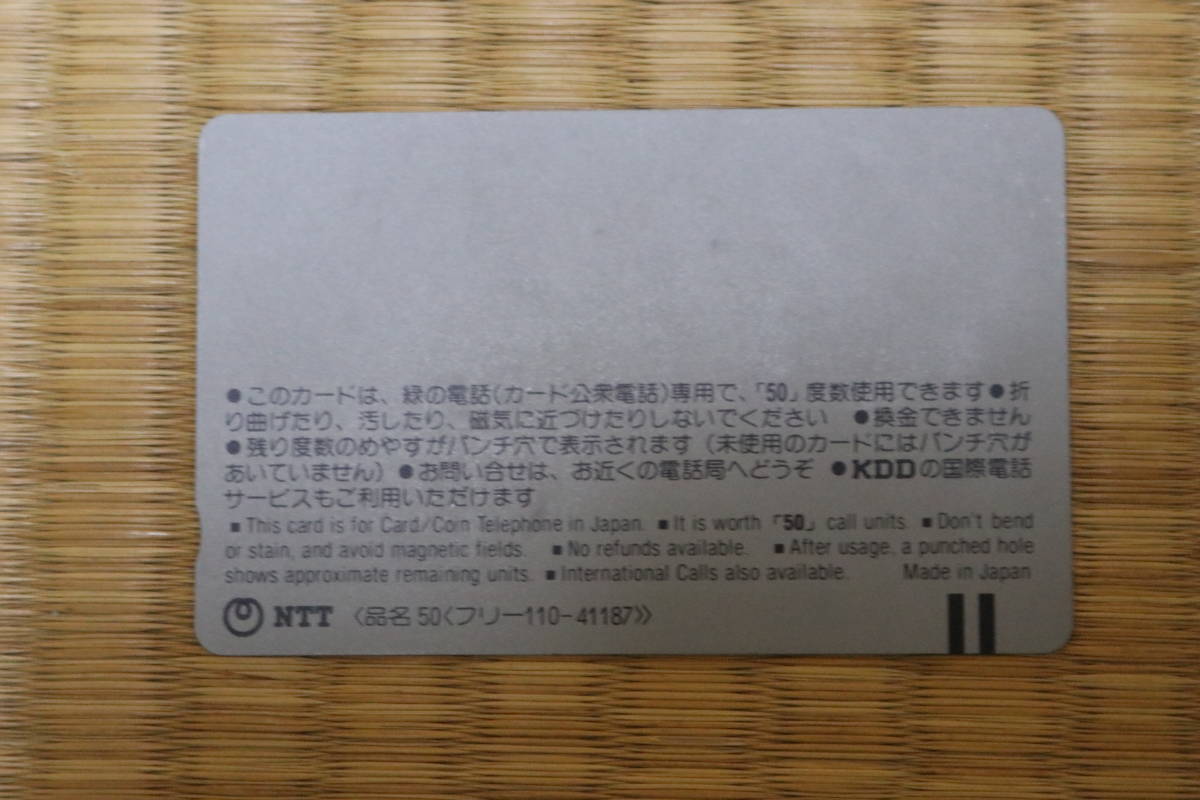 ●このカードは、緑の電話(カード公衆電話)専用で、「50」度数使用できます●折
り曲げたり、汚したり、磁気に近づけたりしないでください ●換金できません
●残り度数のめやすがパンチ穴で表示されます(未使用のカードにはパンチ穴が
あいていません)●お問い合せは、お近くの電話局へどうぞ ●KDDの国際電話
サービスもご利用いただけます
■This card is for Card/Coin Telephone in Japan. ■It is worth「50」call units. ■Don't bend
or stain, and avoid magnetic fields. ■No refunds available. ■After usage, a punched hole
shows approximate remaining units. ■International Calls also available. Made in Japan
NTT 〈品名 50〈フリー110-41187〉〉